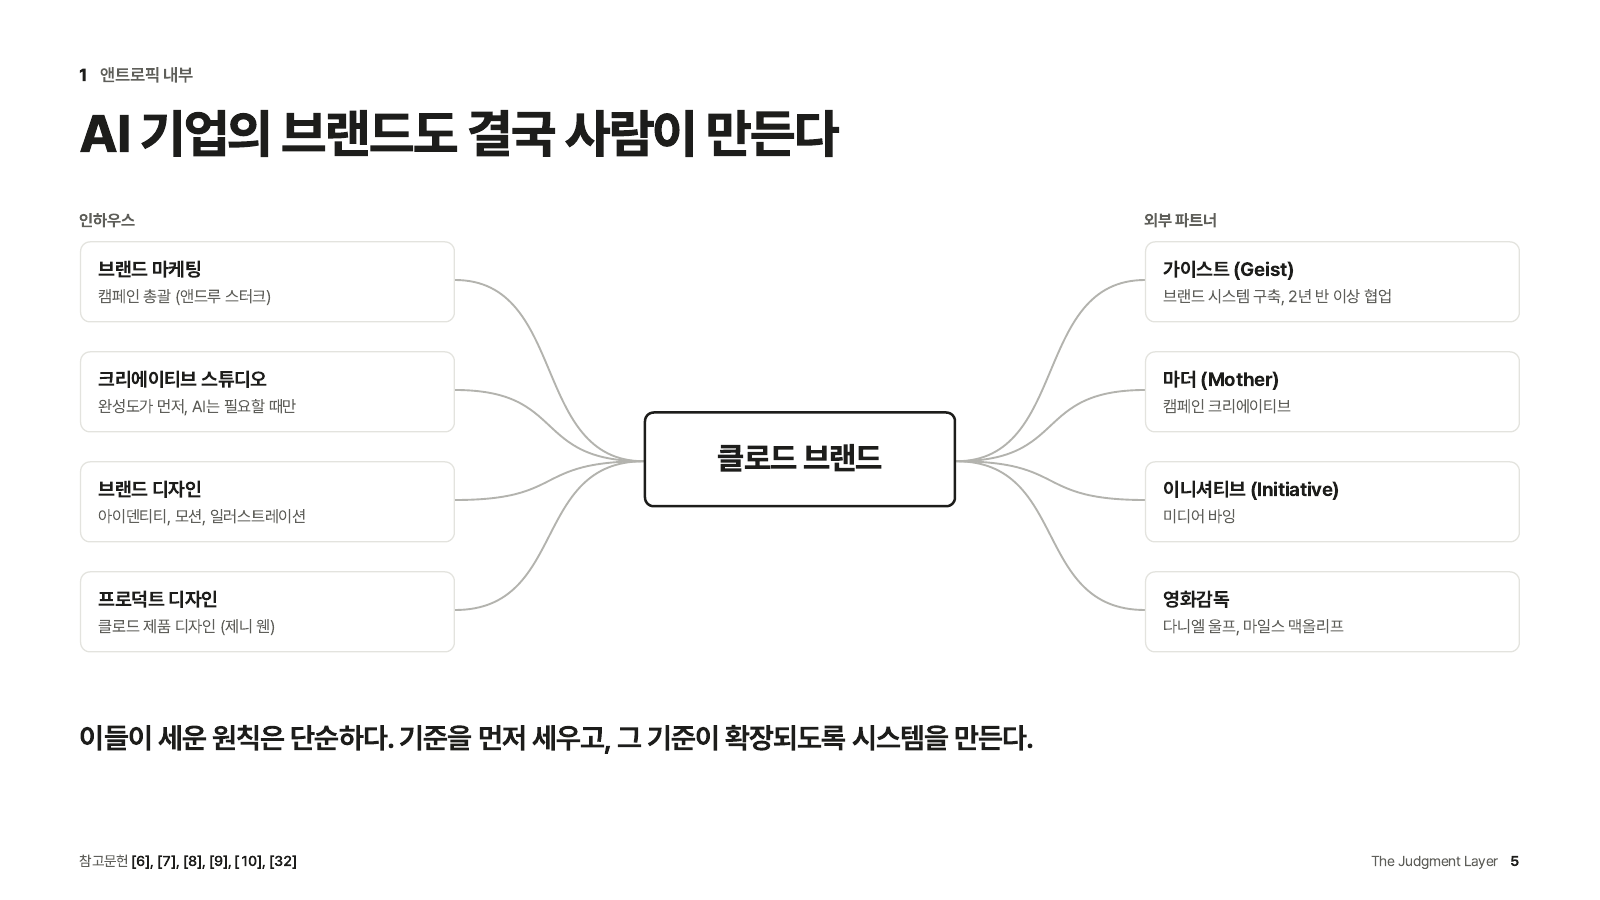 1 앤트로픽 내부
AI 기업의 브랜드도 결국 사람이 만든다
인하우스
브랜드 마케팅
캠페인 총괄 (앤드루 스터크)
크리에이티브 스튜디오
완성도가 먼저, AI는 필요할 때만
브랜드 디자인
아이덴티티, 모션, 일러스트레이션
프로덕트 디자인
클로드 제품 디자인 (제니 웬)
클로드 브랜드
외부 파트너
가이스트 (Geist)
브랜드 시스템 구축, 2년 반 이상 협업
마더 (Mother)
캠페인 크리에이티브
이니셔티브 (Initiative)
미디어 바잉
영화감독
다니엘 울프, 마일스 맥올리프
이들이 세운 원칙은 단순하다. 기준을 먼저 세우고, 그 기준이 확장되도록 시스템을 만든다.
참고문헌 [6], [7], [8], [9], [10], [32]
The Judgment Layer 5